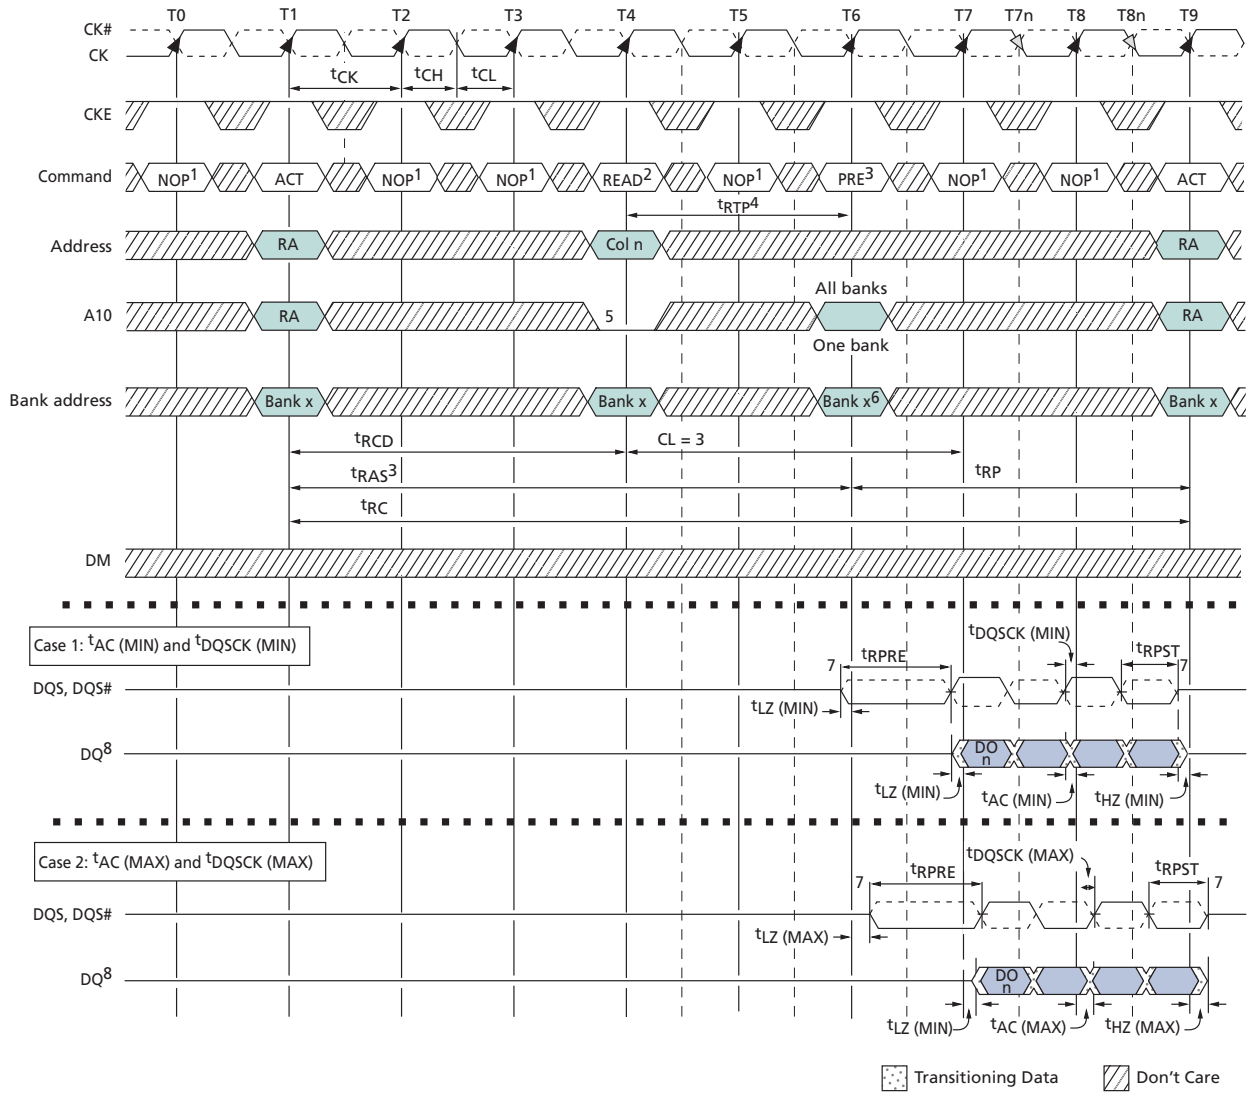 T0 T1 T2 T3 T4 T5 T6 T7 T7n T8 T8n T9
CK#
CK
tCK tCH tCL
CKE
Command NOP1 ACT NOP1 NOP1 READ2 NOP1 PRE3 NOP1 NOP1 ACT
tRTP4
Address RA Col n RA
All banks
A10 RA 5 RA
One bank
Bank address Bank x Bank x Bank x6 Bank x
tRCD CL = 3
tRAS3 tRP
tRC
DM
Case 1: tAC (MIN) and tDQSCK (MIN)
tDQSCK (MIN)
7 tRPRE tRPST 7
DQS, DQS#
tLZ (MIN)
DQ8 DO n
tLZ (MIN) tAC (MIN) tHZ (MIN)
Case 2: tAC (MAX) and tDQSCK (MAX)
tDQSCK (MAX)
7 tRPRE tRPST 7
DQS, DQS#
tLZ (MAX)
DQ8 DO n
tLZ (MIN) tAC (MAX) tHZ (MAX)
Transitioning Data Don't Care